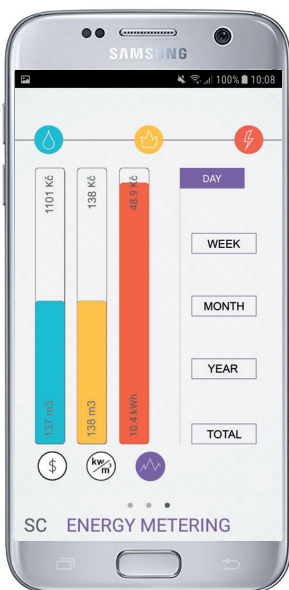 SAMSUNG
100% 10:08
1101 Kč
138 Kč
48.9 Kč
137 m3
138 m3
10.4 kWh
DAY
WEEK
MONTH
YEAR
TOTAL
$
kw/m³
SC ENERGY METERING